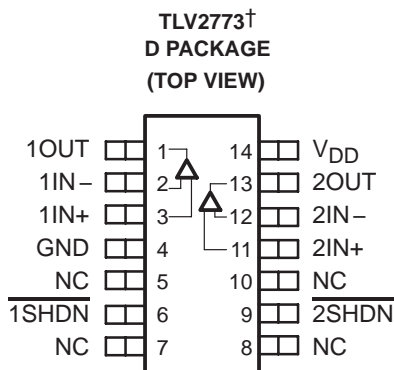 TLV2773†
D PACKAGE
(TOP VIEW)
1OUT 1 14 VDD
1IN− 2 13 2OUT
1IN+ 3 12 2IN−
GND 4 11 2IN+
NC 5 10 NC
1SHDN 6 9 2SHDN
NC 7 8 NC